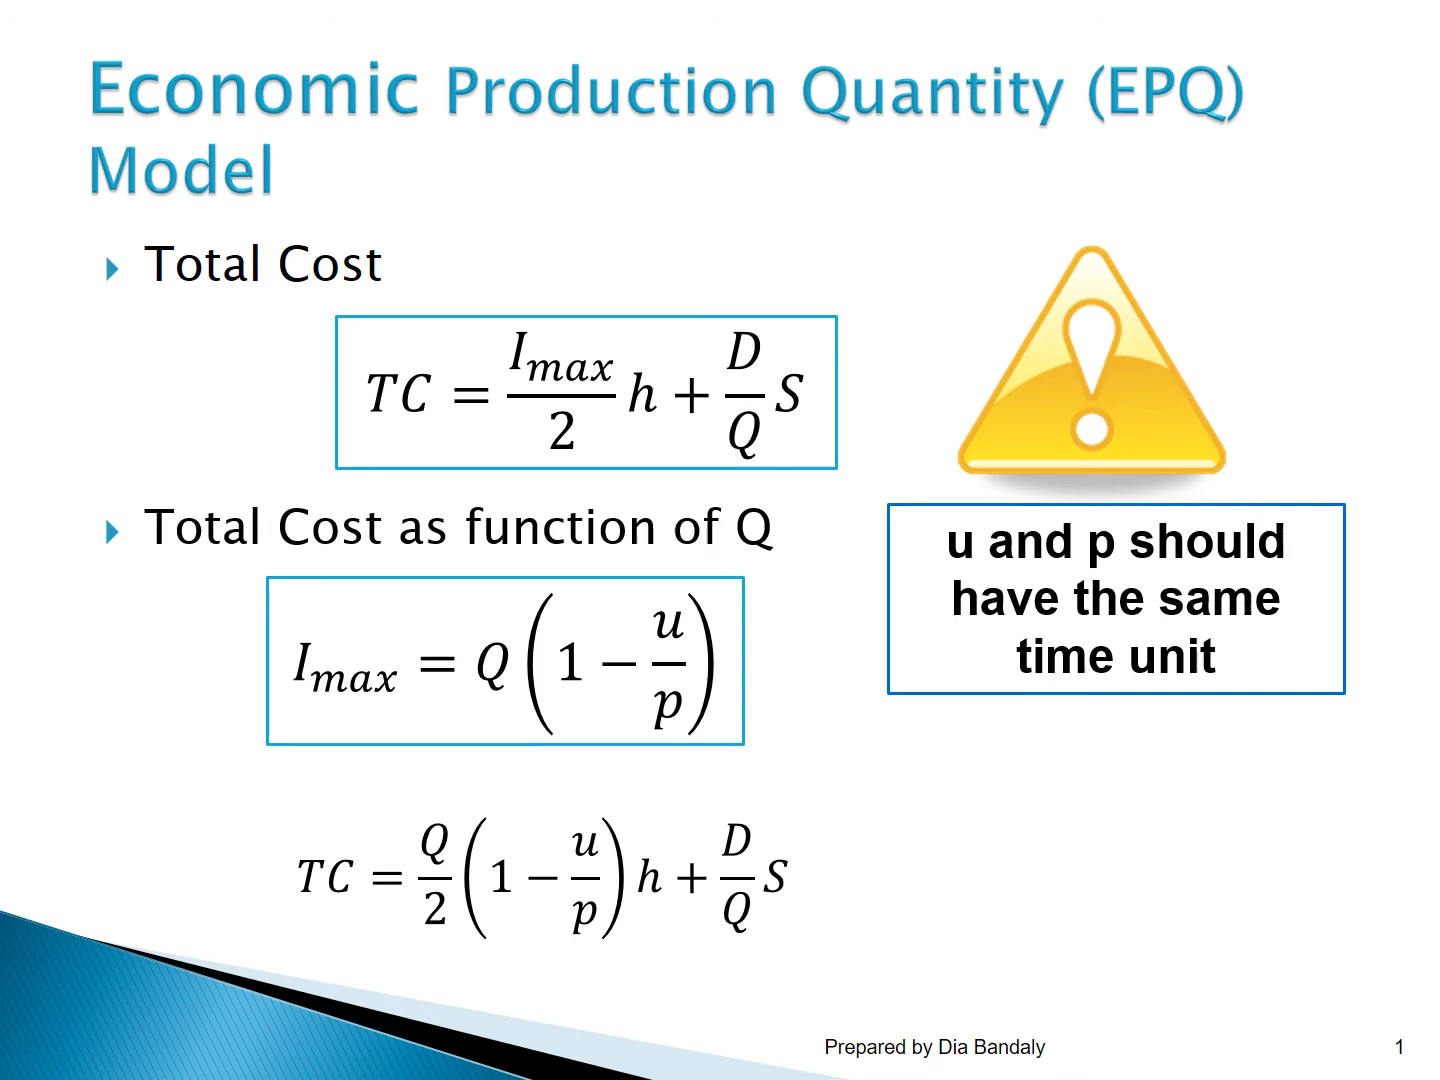 Economic Production Quantity (EPQ)
Model
Total Cost
TC = I_max/2 h + D/Q S
Total Cost as function of Q
I_max = Q (1 − u/p)
u and p should
have the same
time unit
TC = Q/2 (1 − u/p) h + D/Q S
Prepared by Dia Bandaly
1